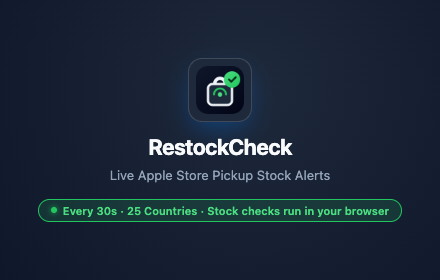 RestockCheck
Live Apple Store Pickup Stock Alerts
Every 30s · 25 Countries · Stock checks run in your browser